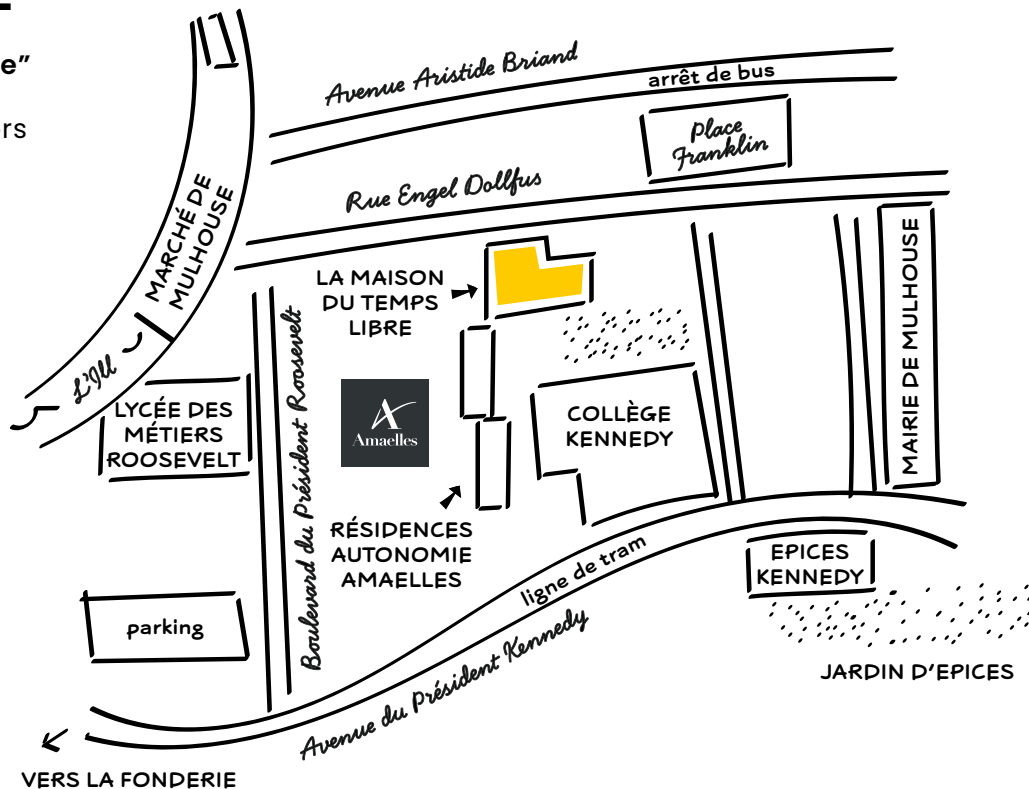 e”
rs
Avenue Aristide Briand
arrêt de bus
Place
Franklin
Rue Engel Dollfus
MARCHÉ DE
MULHOUSE
L'Ill
LA MAISON
DU TEMPS
LIBRE
MAIRIE DE MULHOUSE
Boulevard du Président Roosevelt
Amaelles
LYCÉE DES
MÉTIERS
ROOSEVELT
COLLÈGE
KENNEDY
RÉSIDENCES
AUTONOMIE
AMAELLES
ligne de tram
EPICES
KENNEDY
parking
JARDIN D'EPICES
Avenue du Président Kennedy
VERS LA FONDERIE